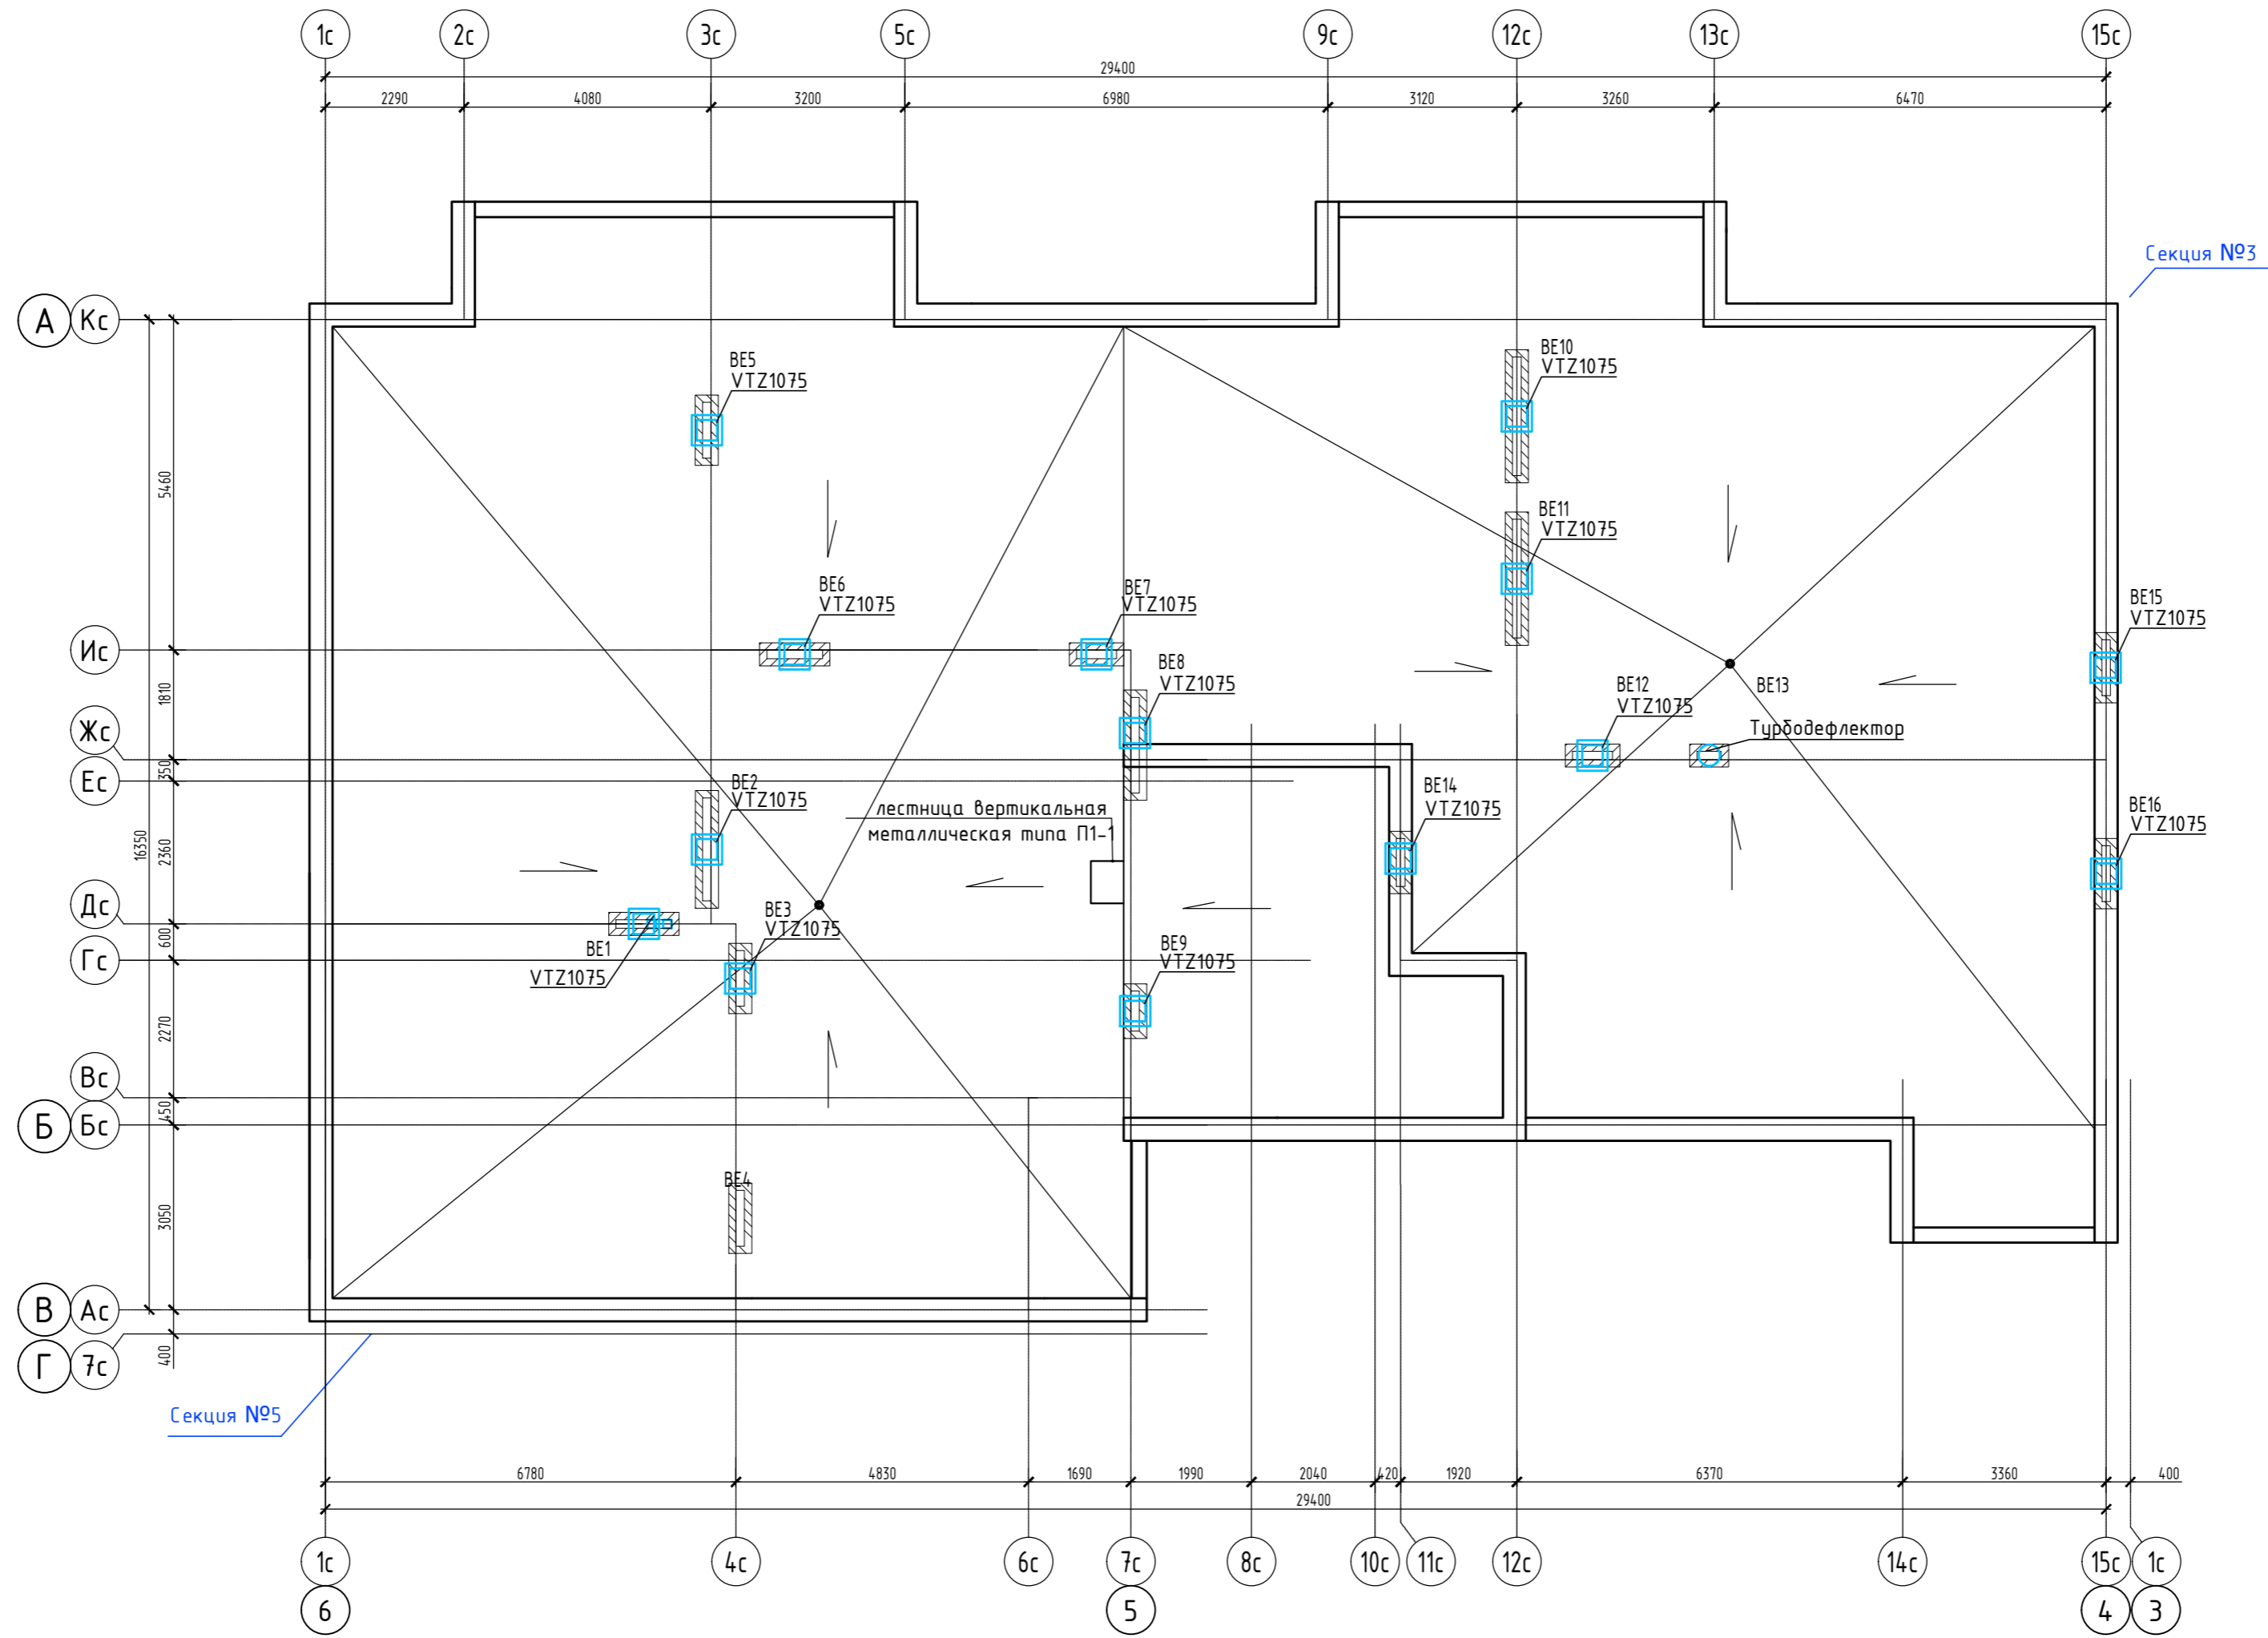 1с 2с 3с 5с 9с 12с 13с 15с
29400
2290 4080 3200 6980 3120 3260 6470
Секция №3
А Кс
ВЕ5
VTZ1075
ВЕ10
VTZ1075
5460
ВЕ11
VTZ1075
ВЕ6
VTZ1075
ВЕ7
VTZ1075
ВЕ15
VTZ1075
Ис
ВЕ8
VTZ1075
ВЕ12
VTZ1075
ВЕ13
Турбодефлектор
1810
Жс
350
Ес
ВЕ2
VTZ1075
лестница вертикальная
металлическая типа П1-1
ВЕ14
VTZ1075
ВЕ16
VTZ1075
16350
2360
Дс
600
ВЕ3
VTZ1075
ВЕ1
VTZ1075
ВЕ9
VTZ1075
Гс
2270
Вс
450
Б Бс
ВЕ4
3050
В Ас
400
Г 7с
Секция №5
6780 4830 1690 1990 2040 420 1920 6370 3360 400
29400
1с 4с 6с 7с 8с 10с 11с 12с 14с 15с 1с
6 5 4 3